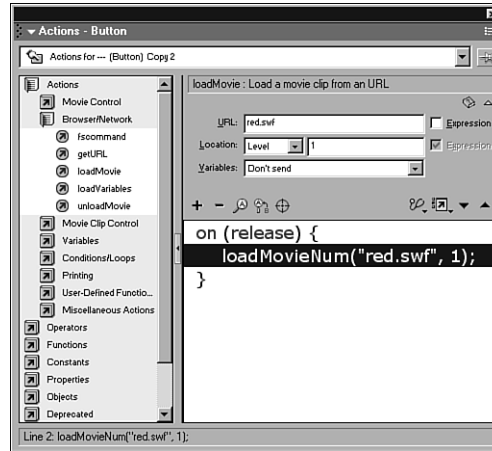 Actions - Button
Actions for --- (Button) Copy 2
Actions
Movie Control
Browser/Network
fscommand
getURL
loadMovie
loadVariables
unloadMovie
Movie Clip Control
Variables
Conditions/Loops
Printing
User-Defined Functio...
Miscellaneous Actions
Operators
Functions
Constants
Properties
Objects
Deprecated
loadMovie : Load a movie clip from an URL
URL: red.swf Expression
Location: Level 1 Expression
Variables: Don't send
on (release) {
loadMovieNum("red.swf", 1);
}
Line 2: loadMovieNum("red.swf", 1);